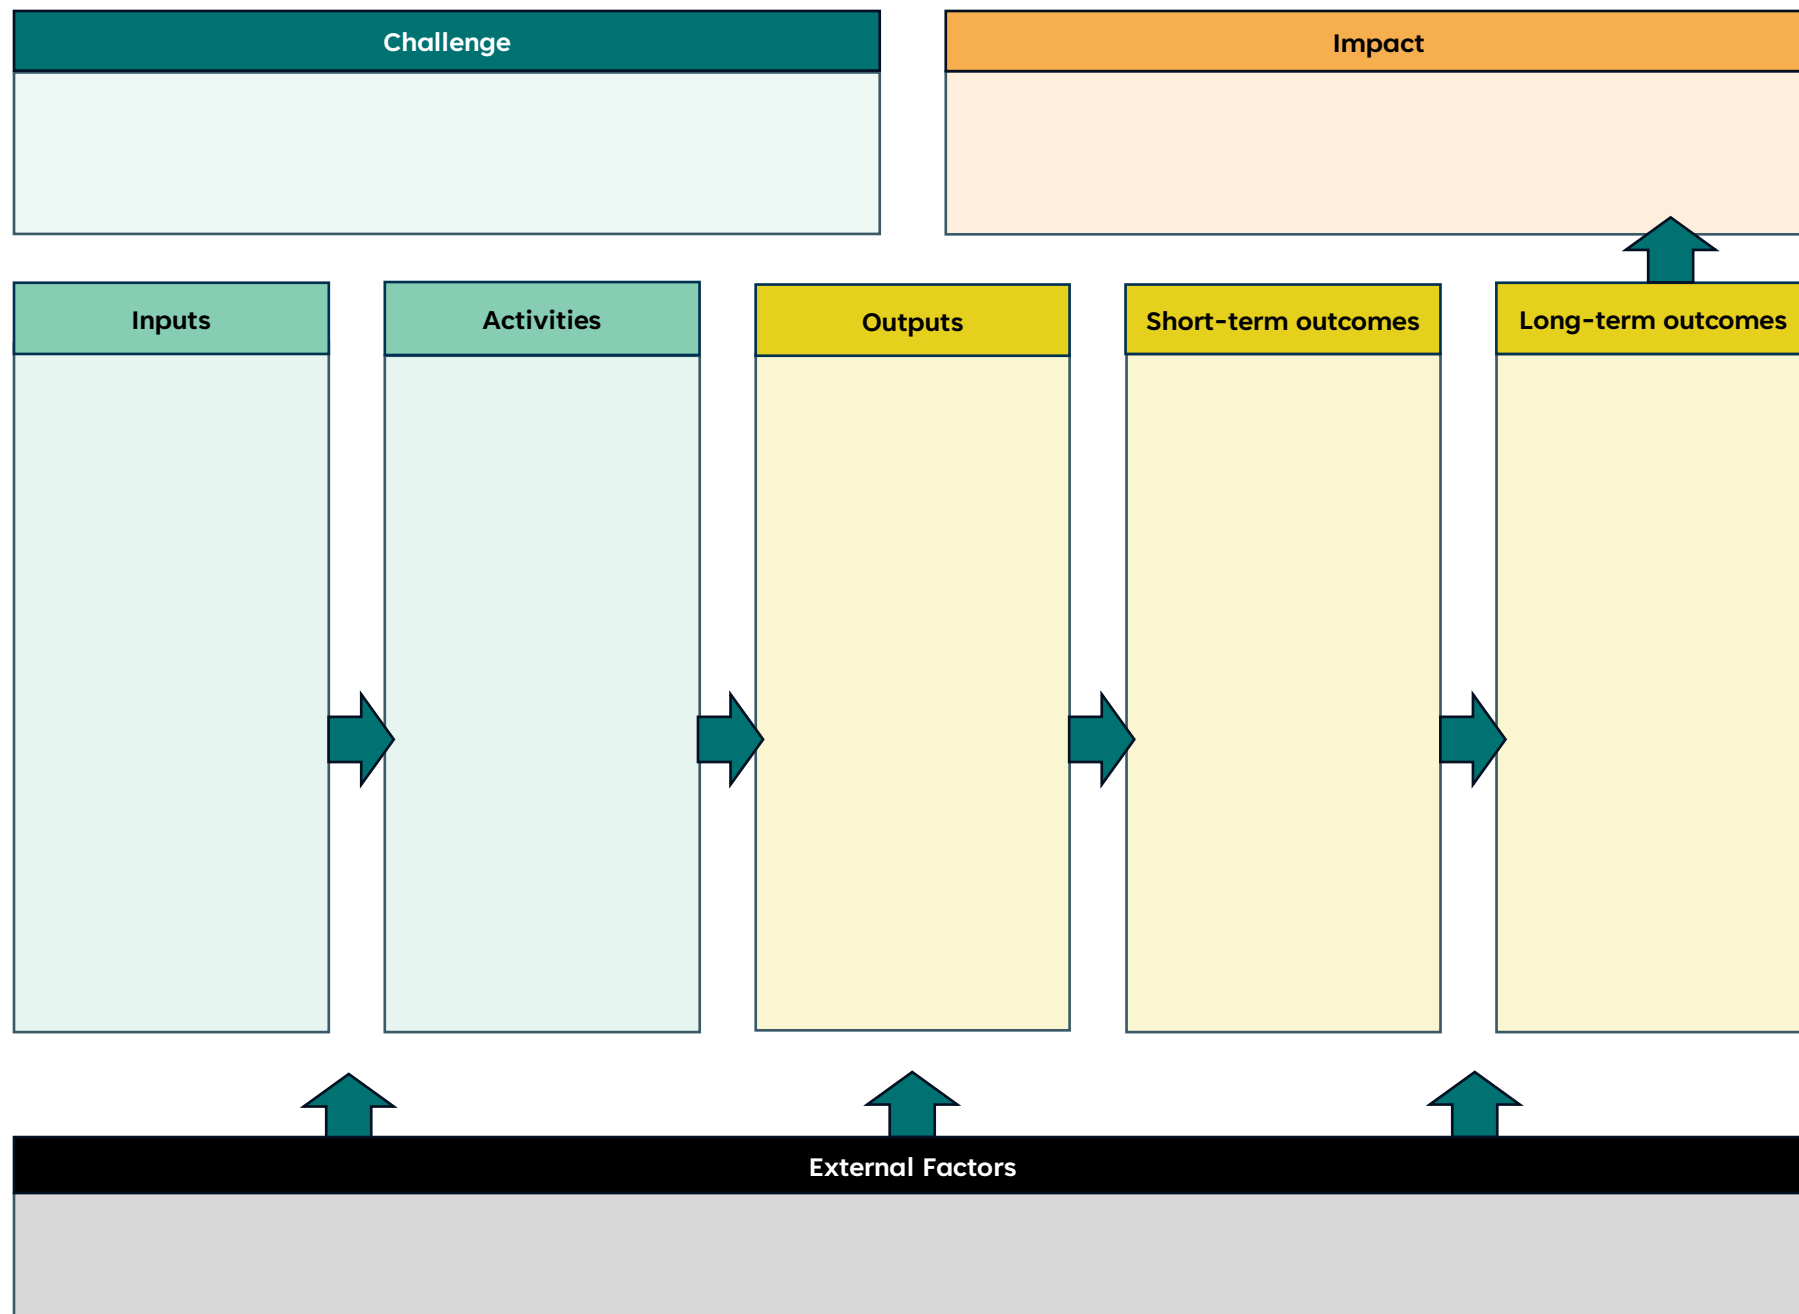 Challenge
Impact
Inputs
Activities
Outputs
Short-term outcomes
Long-term outcomes
External Factors